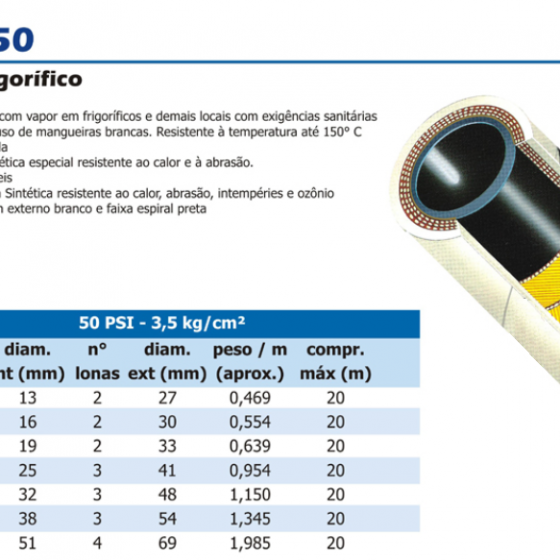 50
gorífico
com vapor em frigoríficos e demais locais com exigências sanitárias
uso de mangueiras brancas. Resistente à temperatura até 150° C
da
ética especial resistente ao calor e à abrasão.
eis
a Sintética resistente ao calor, abrasão, intempéries e ozônio
m externo branco e faixa espiral preta
50 PSI - 3,5 kg/cm²
diam. n° diam. peso / m compr.
nt (mm) lonas ext (mm) (aprox.) máx (m)
13 2 27 0,469 20
16 2 30 0,554 20
19 2 33 0,639 20
25 3 41 0,954 20
32 3 48 1,150 20
38 3 54 1,345 20
51 4 69 1,985 20